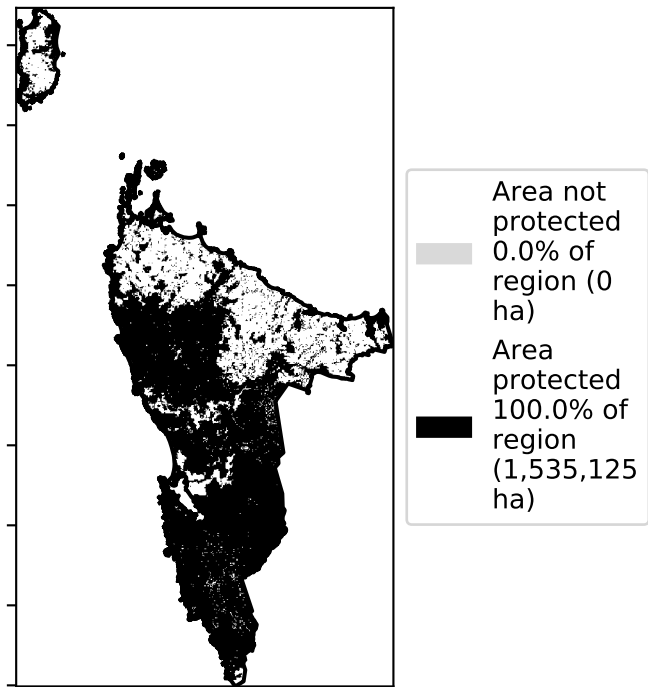 Area not
protected
0.0% of
region (0
ha)
Area
protected
100.0% of
region
(1,535,125
ha)